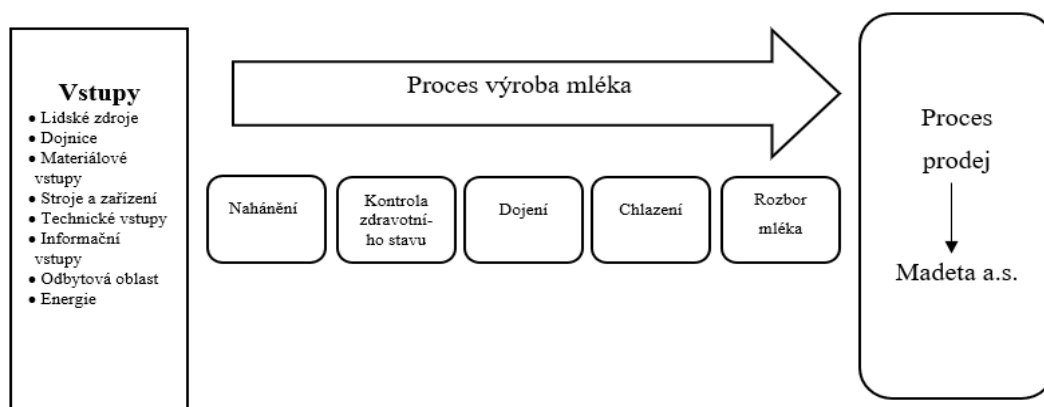 Vstupy
• Lidské zdroje
• Dojnice
• Materiálové
vstupy
• Stroje a zařízení
• Technické vstupy
• Informační
vstupy
• Odbytová oblast
• Energie
Proces výroba mléka
Nahánění
Kontrola
zdravotní-
ho stavu
Dojení
Chlazení
Rozbor
mléka
Proces
prodej
Madeta a.s.